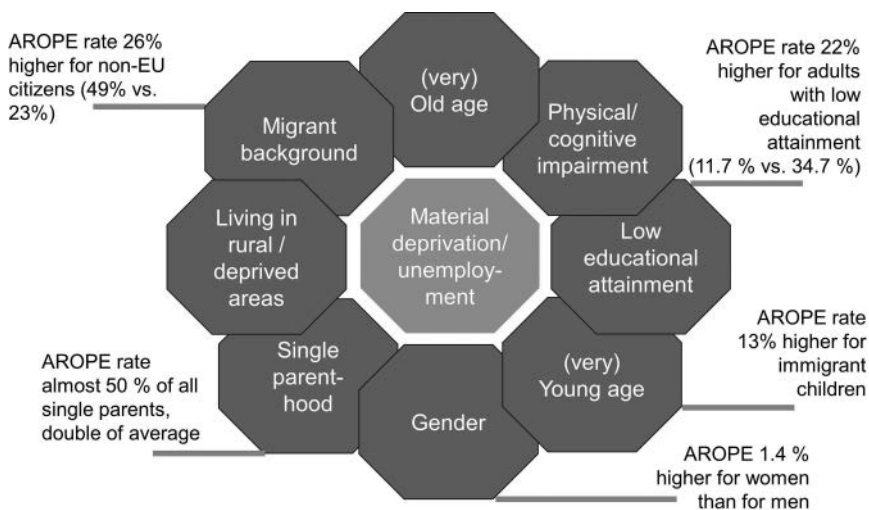 AROPE rate 26%
higher for non-EU
citizens (49% vs.
23%)
(very)
Old age
AROPE rate 22%
higher for adults
with low
educational
attainment
(11.7 % vs. 34.7 %)
Migrant
background
Physical/
cognitive
impairment
Living in
rural /
deprived
areas
Material
deprivation/
unemploy-
ment
Low
educational
attainment
AROPE rate
almost 50 % of all
single parents,
double of average
Single
parent-
hood
Gender
(very)
Young age
AROPE rate
13% higher for
immigrant
children
AROPE 1.4 %
higher for women
than for men